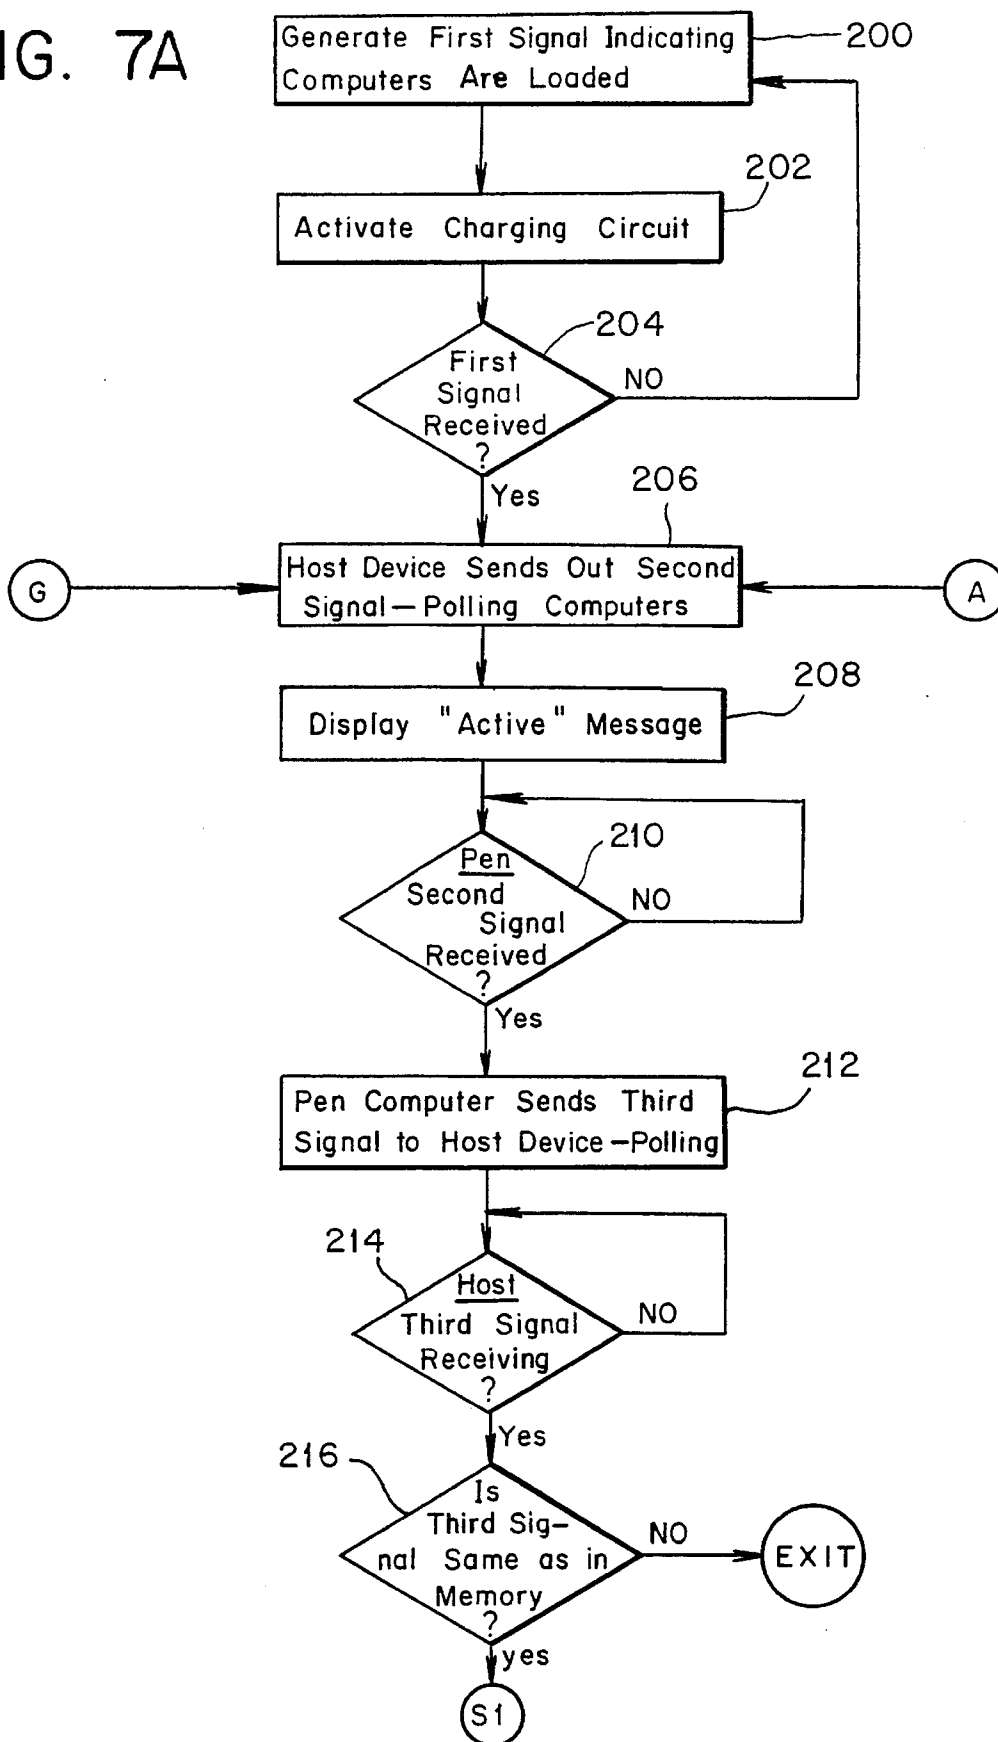 IG. 7A
Generate First Signal Indicating
Computers Are Loaded
200
202
Activate Charging Circuit
204
First
Signal
Received
?
NO
Yes
206
Host Device Sends Out Second
Signal—Polling Computers
G
A
208
Display "Active" Message
210
Pen
Second
Signal
Received
?
NO
Yes
212
Pen Computer Sends Third
Signal to Host Device—Polling
214
Host
Third Signal
Receiving
?
NO
Yes
216
Is
Third Sig-
nal Same as in
Memory
?
NO
EXIT
yes
S1